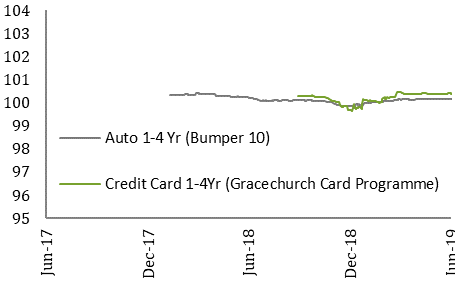 104
103
102
101
100
99
98
97
96
95
Auto 1-4 Yr (Bumper 10)
Credit Card 1-4Yr (Gracechurch Card Programme)
Jun-17
Dec-17
Jun-18
Dec-18
Jun-19